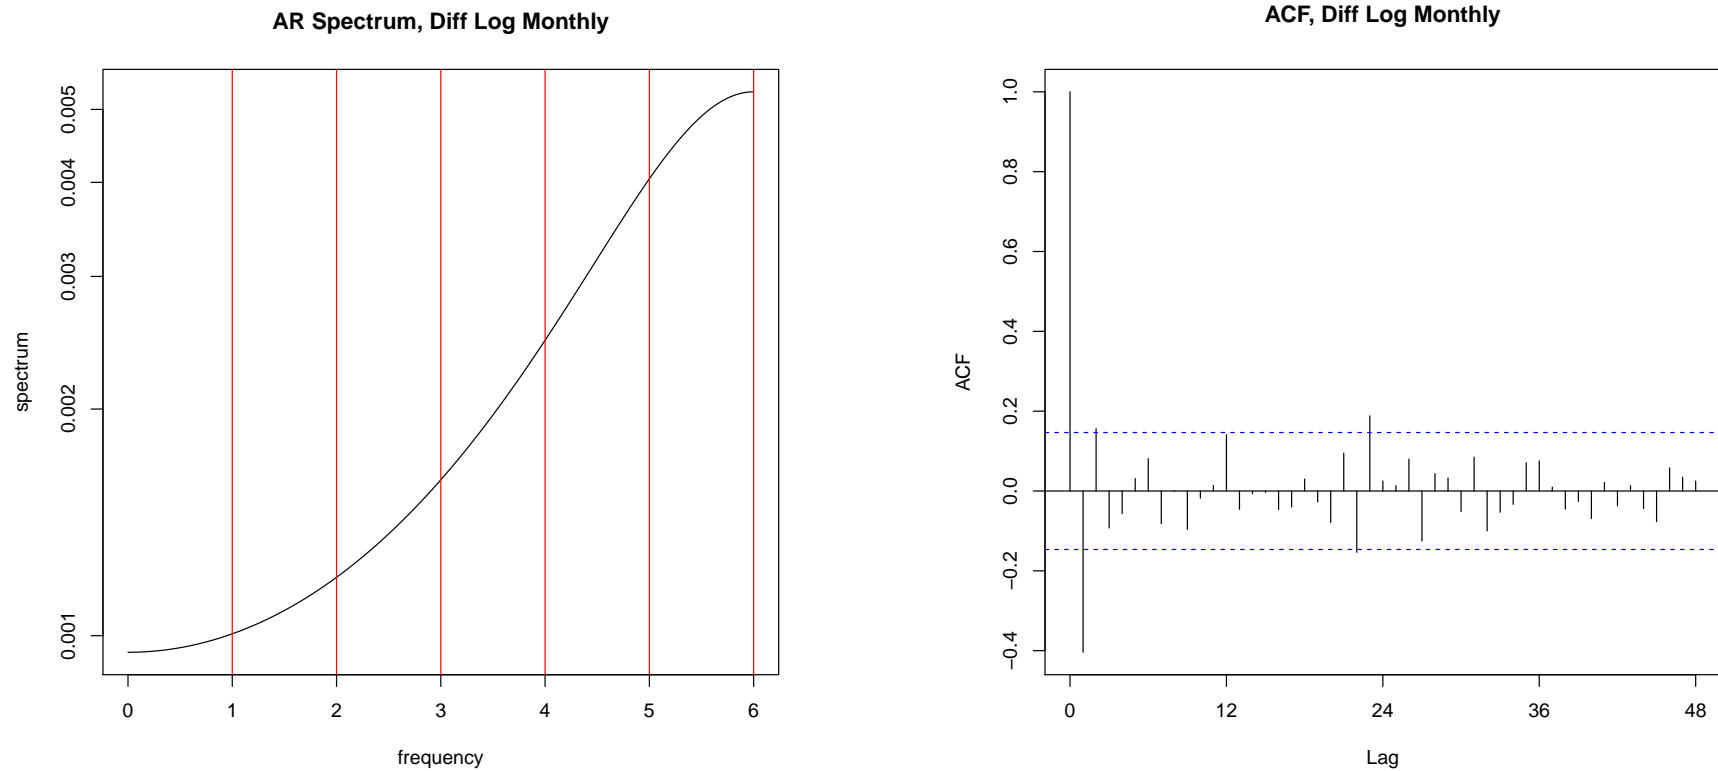 AR Spectrum, Diff Log Monthly
spectrum
0.001 0.002 0.003 0.004 0.005
0 1 2 3 4 5 6
frequency
ACF, Diff Log Monthly
ACF
−0.4 −0.2 0.0 0.2 0.4 0.6 0.8 1.0
0 12 24 36 48
Lag